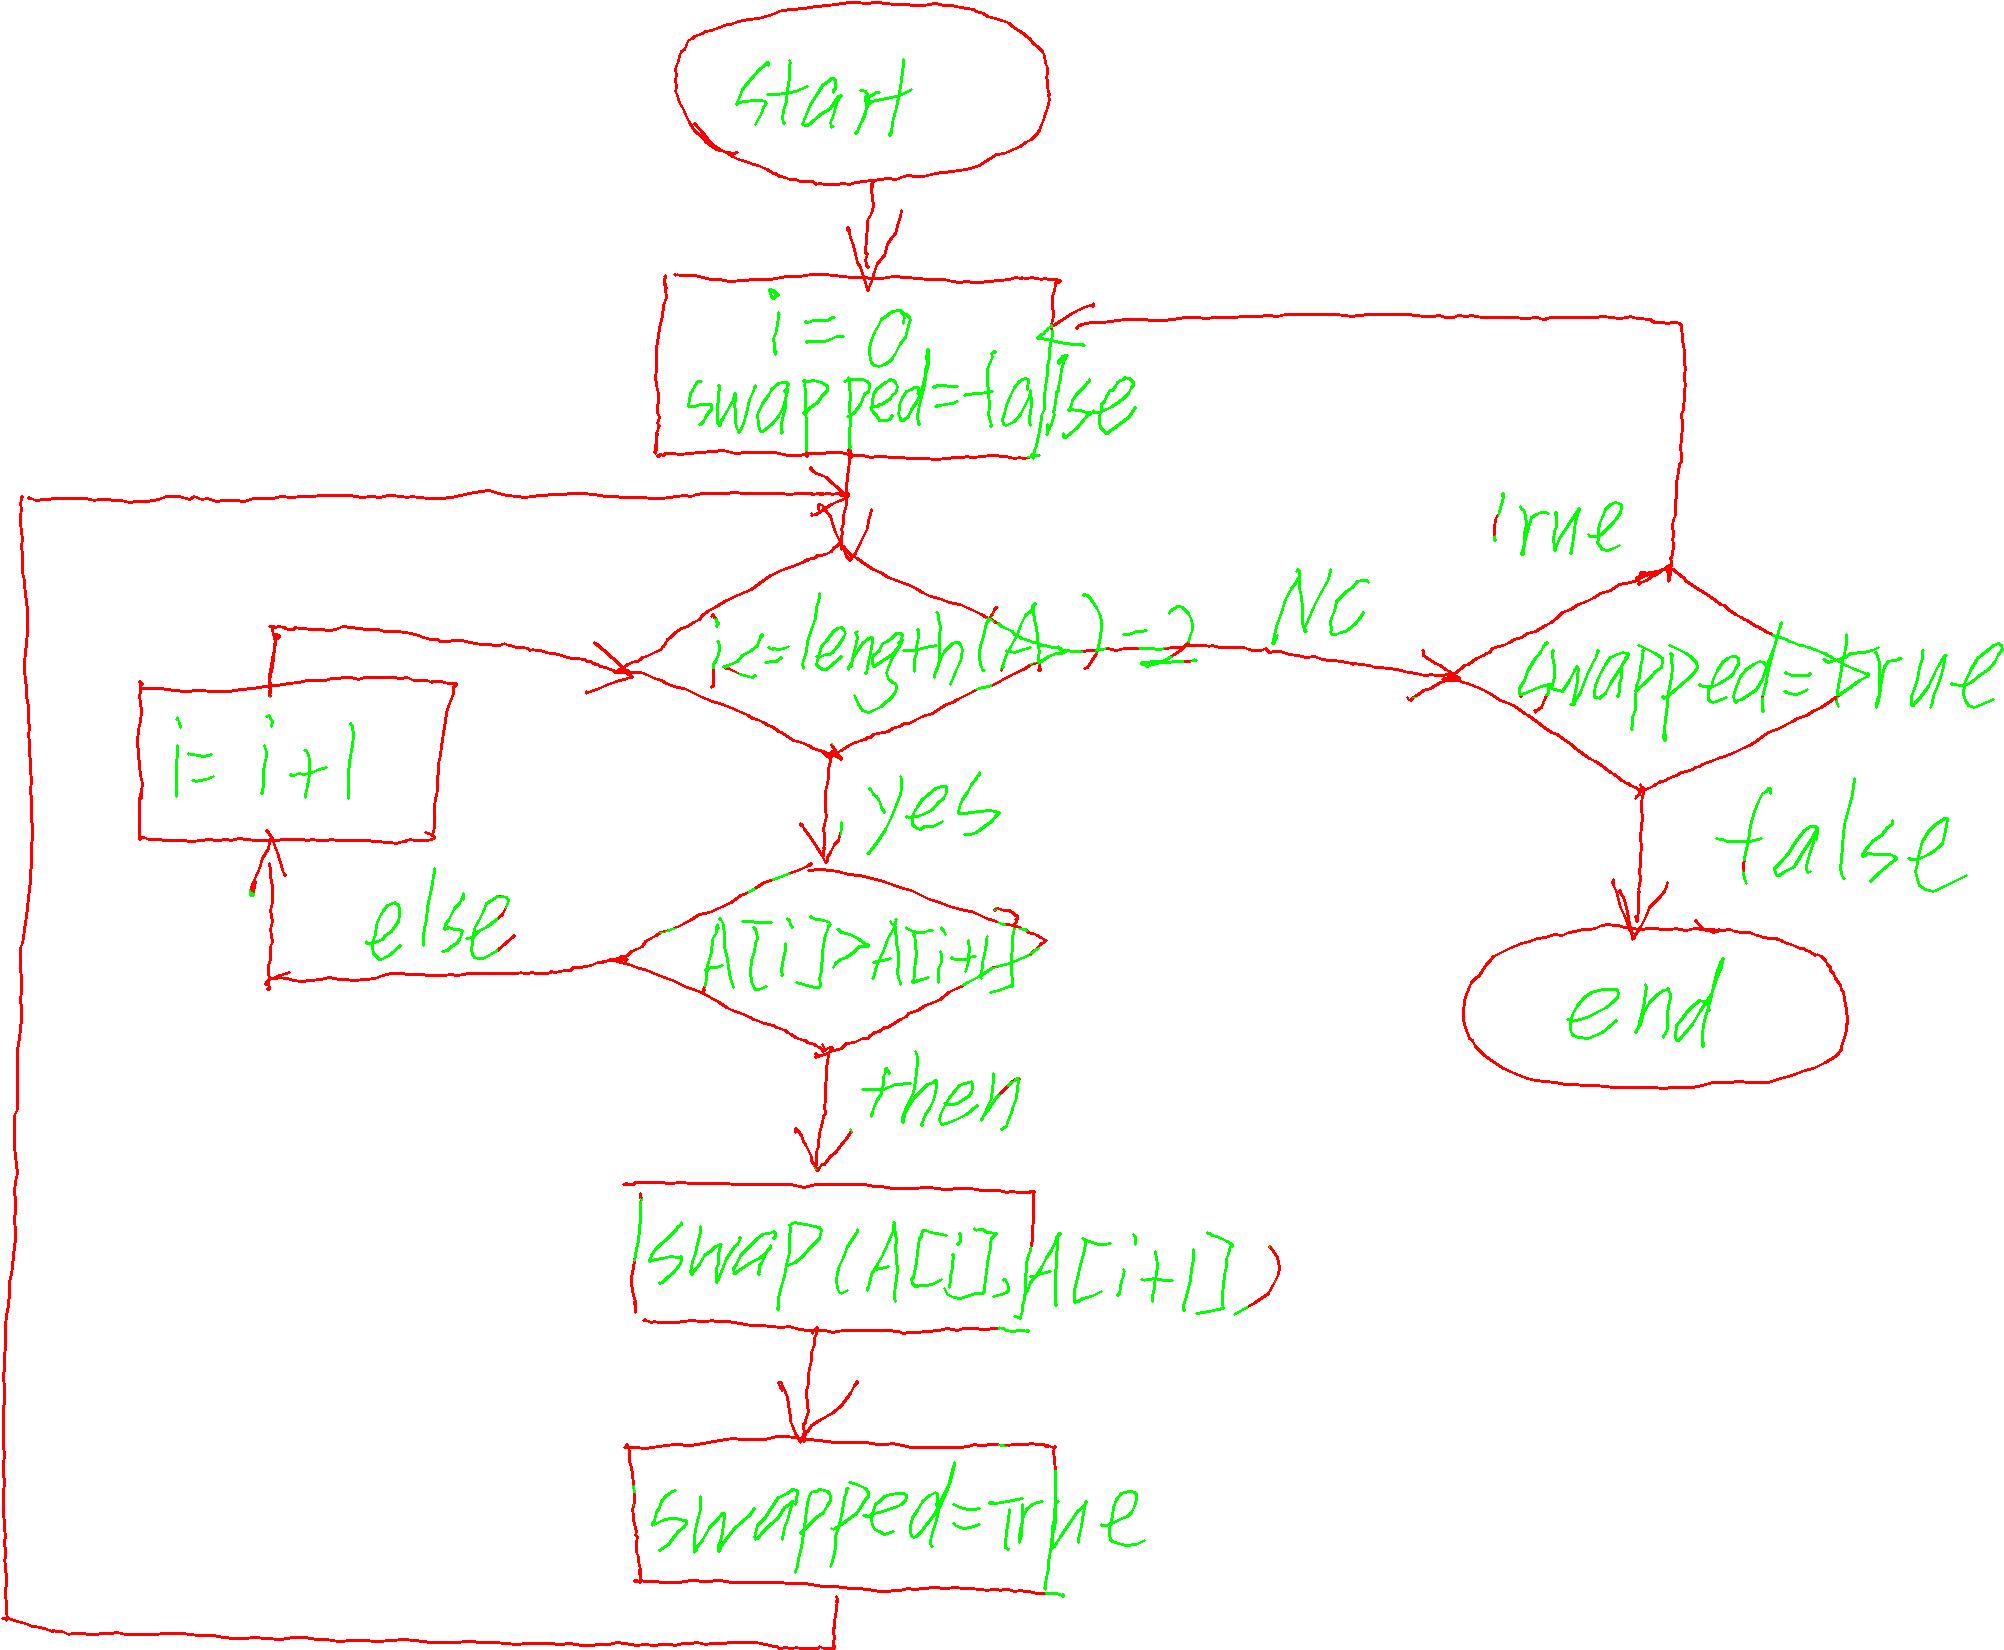 start
i=0
swapped=false
true
i<=length(A)=2
No
swapped=true
i=i+1
yes
false
else
A[i]>A[i+1]
end
then
swap(A[i],A[i+1])
swapped=True